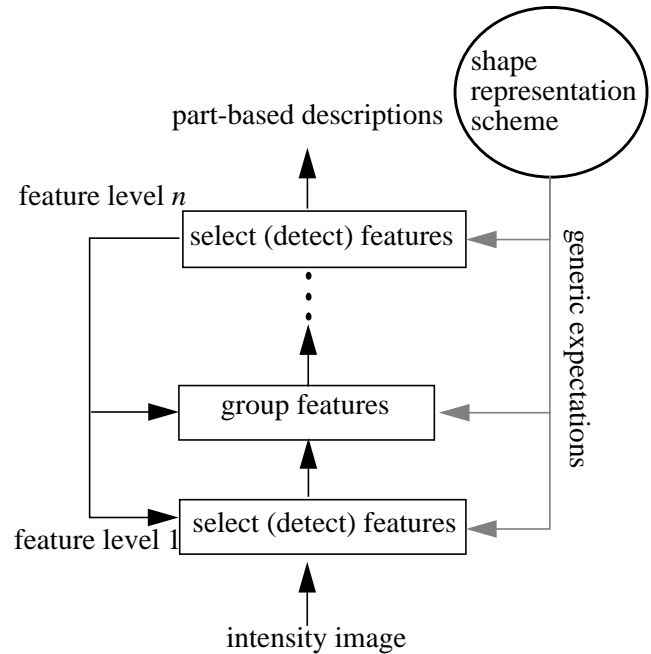 shape
representation
scheme
part-based descriptions
feature level n
select (detect) features
generic expectations
group features
select (detect) features
feature level 1
intensity image